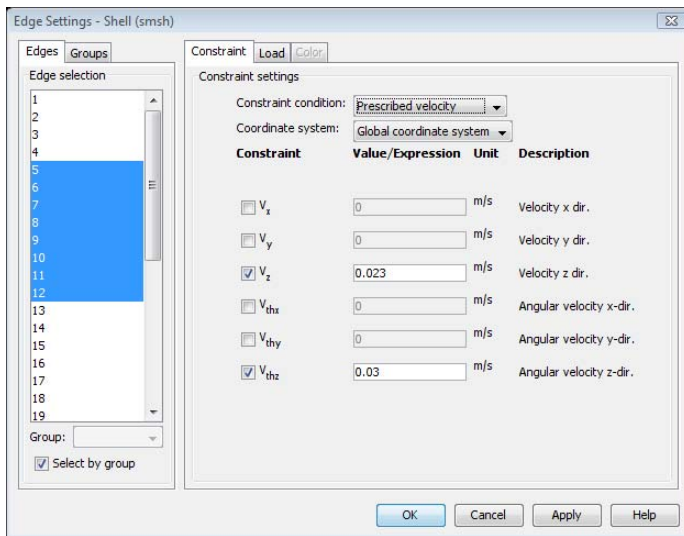 Edge Settings - Shell (smsh)
Edges Groups
Edge selection
1
2
3
4
5
6
7
8
9
10
11
12
13
14
15
16
17
18
19
Group:
Select by group
Constraint Load Color
Constraint settings
Constraint condition: Prescribed velocity
Coordinate system: Global coordinate system
Constraint Value/Expression Unit Description
Vx 0 m/s Velocity x dir.
Vy 0 m/s Velocity y dir.
Vz 0.023 m/s Velocity z dir.
Vthx 0 m/s Angular velocity x-dir.
Vthy 0 m/s Angular velocity y-dir.
Vthz 0.03 m/s Angular velocity z-dir.
OK Cancel Apply Help